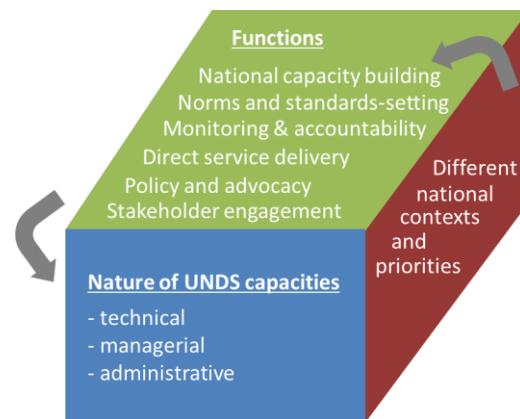 Functions
National capacity building
Norms and standards-setting
Monitoring & accountability
Direct service delivery
Policy and advocacy
Stakeholder engagement
Different
national
contexts
and
priorities
Nature of UNDS capacities
- technical
- managerial
- administrative